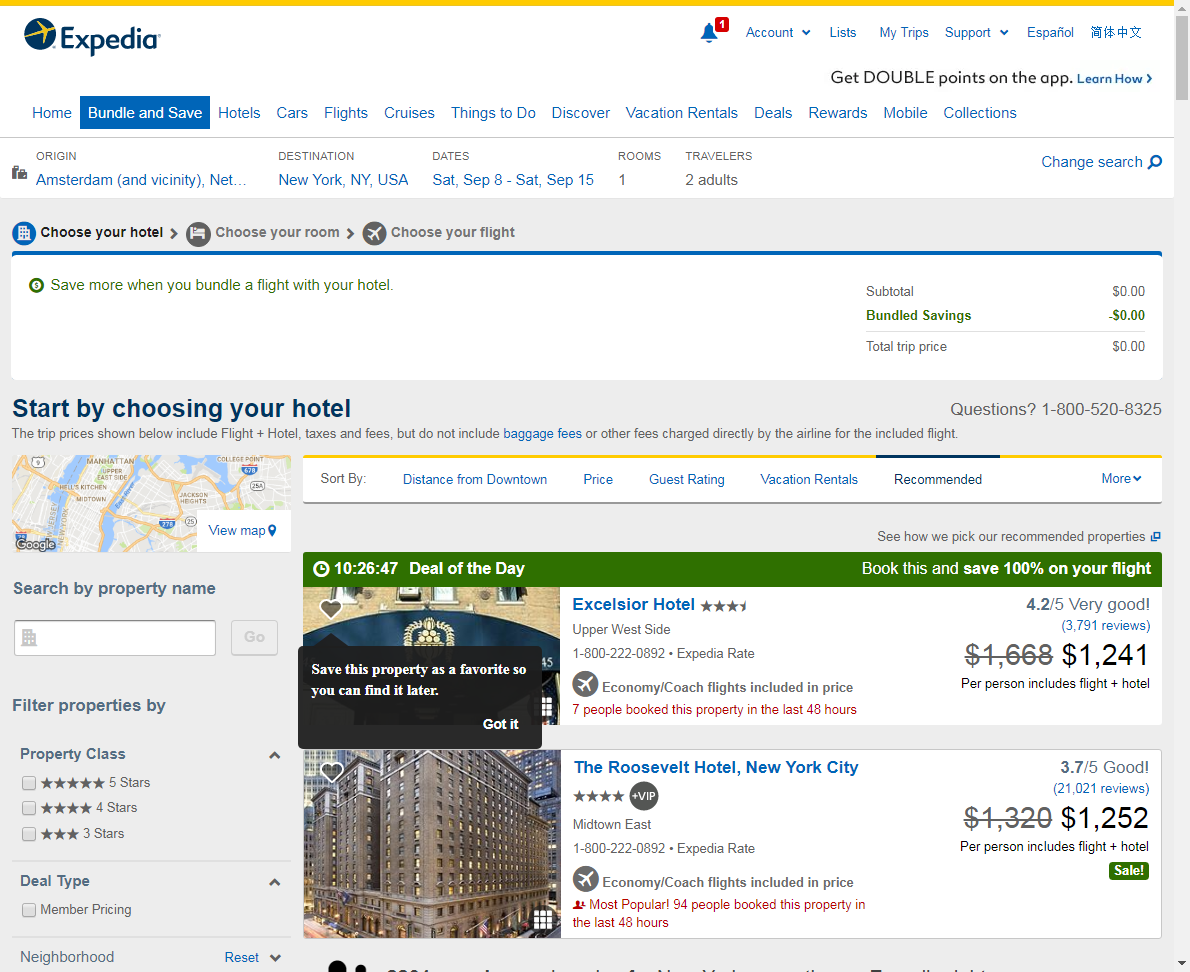 Expedia
1
Account
Lists
My Trips
Support
Español
简体中文
Get DOUBLE points on the app. Learn How
Home
Bundle and Save
Hotels
Cars
Flights
Cruises
Things to Do
Discover
Vacation Rentals
Deals
Rewards
Mobile
Collections
ORIGIN
Amsterdam (and vicinity), Net...
DESTINATION
New York, NY, USA
DATES
Sat, Sep 8 - Sat, Sep 15
ROOMS
1
TRAVELERS
2 adults
Change search
Choose your hotel
Choose your room
Choose your flight
Save more when you bundle a flight with your hotel.
Subtotal $0.00
Bundled Savings -$0.00
Total trip price $0.00
Start by choosing your hotel
Questions? 1-800-520-8325
The trip prices shown below include Flight + Hotel, taxes and fees, but do not include baggage fees or other fees charged directly by the airline for the included flight.
9
MANHATTAN
COLLEGE POINT
UPPER EAST SIDE
678
HELL'S KITCHEN
25A
MIDTOWN
JACKSON HEIGHTS
East River
NEW JERSEY
NEW YORK
278
25
78
Google
View map
Search by property name
Go
Filter properties by
Property Class
5 Stars
4 Stars
3 Stars
Deal Type
Member Pricing
Neighborhood
Reset
Sort By:
Distance from Downtown
Price
Guest Rating
Vacation Rentals
Recommended
More
See how we pick our recommended properties
10:26:47 Deal of the Day
Book this and save 100% on your flight
45
Save this property as a favorite so
you can find it later.
Got it
Excelsior Hotel
Upper West Side
1-800-222-0892 • Expedia Rate
Economy/Coach flights included in price
7 people booked this property in the last 48 hours
4.2/5 Very good!
(3,791 reviews)
$1,668 $1,241
Per person includes flight + hotel
The Roosevelt Hotel, New York City
+VIP
Midtown East
1-800-222-0892 • Expedia Rate
Economy/Coach flights included in price
Most Popular! 94 people booked this property in
the last 48 hours
3.7/5 Good!
(21,021 reviews)
$1,320 $1,252
Per person includes flight + hotel
Sale!